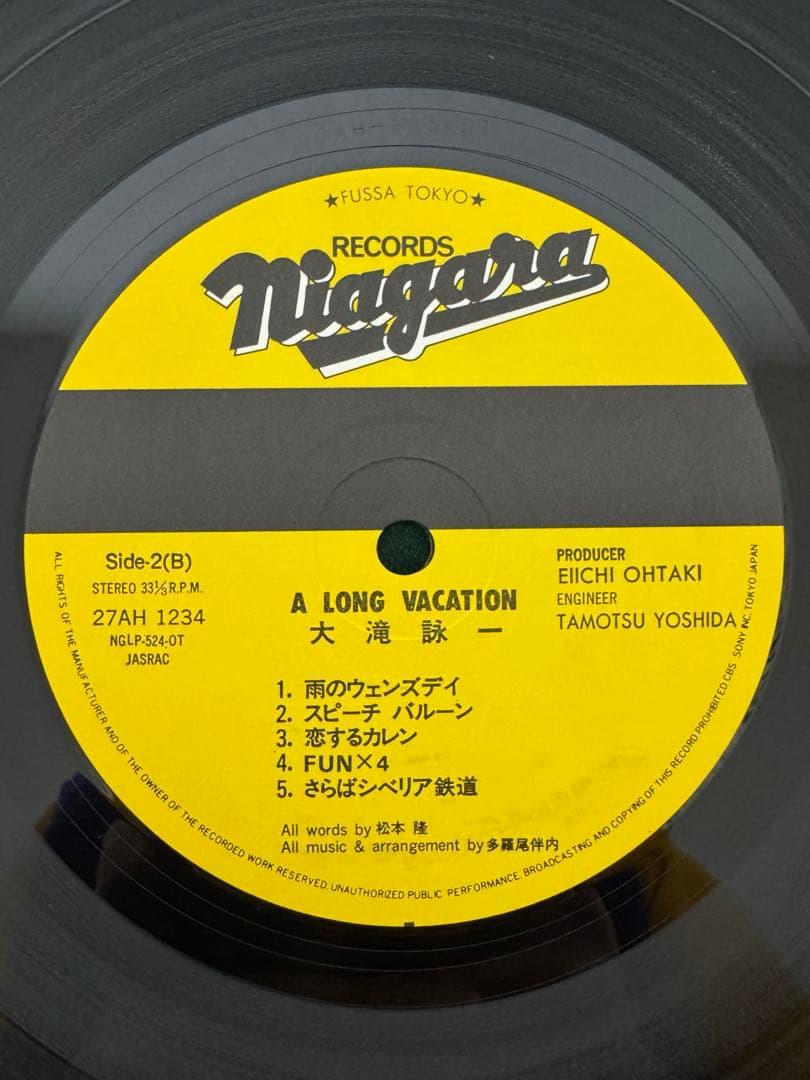 ★FUSSA TOKYO★
RECORDS
Niagara
Side-2(B)
STEREO 33⅓ R.P.M.
27AH 1234
NGLP-524-OT
JASRAC
PRODUCER
EIICHI OHTAKI
ENGINEER
TAMOTSU YOSHIDA
A LONG VACATION
大滝詠一
1. 雨のウェンズデイ
2. スピーチ バルーン
3. 恋するカレン
4. FUN×4
5. さらばシベリア鉄道
All words by 松本 隆
All music & arrangement by 多羅尾伴内
ALL RIGHTS OF THE MANUFACTURER AND OF THE OWNER OF THE RECORDED WORK RESERVED. UNAUTHORIZED PUBLIC PERFORMANCE. BROADCASTING AND COPYING OF THIS RECORD PROHIBITED CBS SONY INC. TOKYO JAPAN